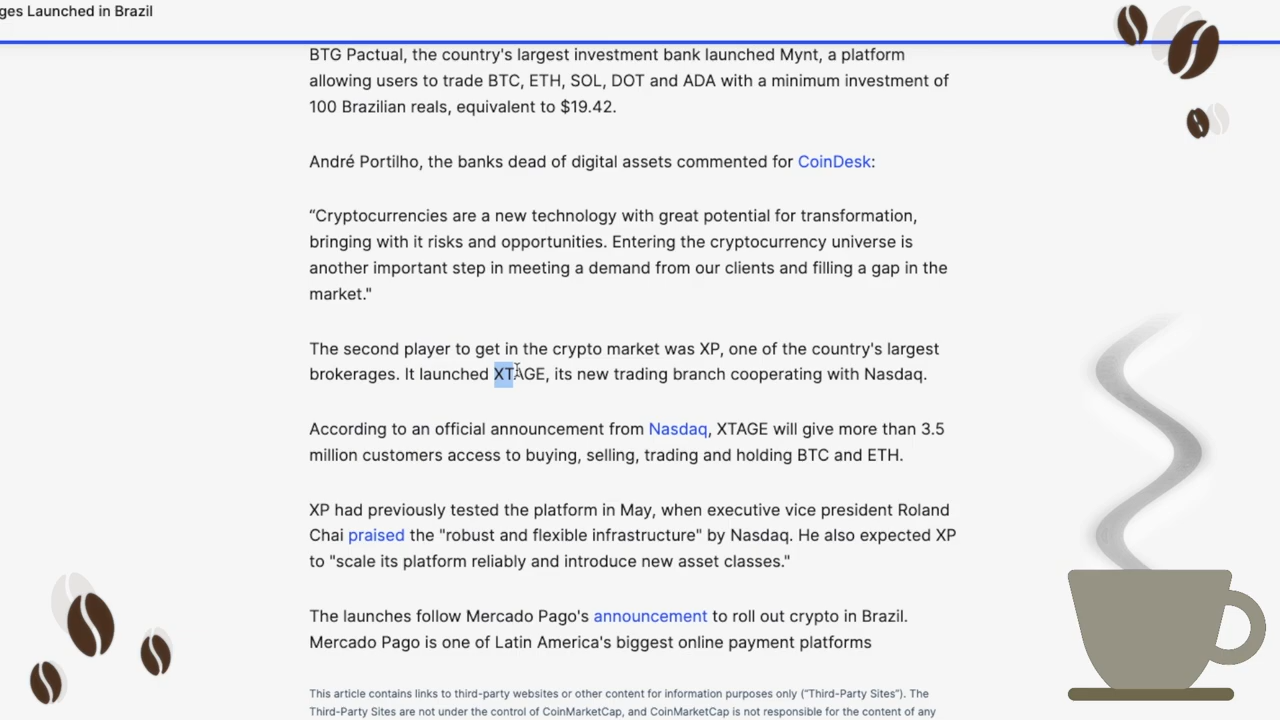 ges Launched in Brazil
BTG Pactual, the country's largest investment bank launched Mynt, a platform
allowing users to trade BTC, ETH, SOL, DOT and ADA with a minimum investment of
100 Brazilian reals, equivalent to $19.42.
André Portilho, the banks dead of digital assets commented for CoinDesk:
“Cryptocurrencies are a new technology with great potential for transformation,
bringing with it risks and opportunities. Entering the cryptocurrency universe is
another important step in meeting a demand from our clients and filling a gap in the
market."
The second player to get in the crypto market was XP, one of the country's largest
brokerages. It launched XTAGE, its new trading branch cooperating with Nasdaq.
According to an official announcement from Nasdaq, XTAGE will give more than 3.5
million customers access to buying, selling, trading and holding BTC and ETH.
XP had previously tested the platform in May, when executive vice president Roland
Chai praised the "robust and flexible infrastructure" by Nasdaq. He also expected XP
to "scale its platform reliably and introduce new asset classes."
The launches follow Mercado Pago's announcement to roll out crypto in Brazil.
Mercado Pago is one of Latin America's biggest online payment platforms
This article contains links to third-party websites or other content for information purposes only (“Third-Party Sites”). The
Third-Party Sites are not under the control of CoinMarketCap, and CoinMarketCap is not responsible for the content of any